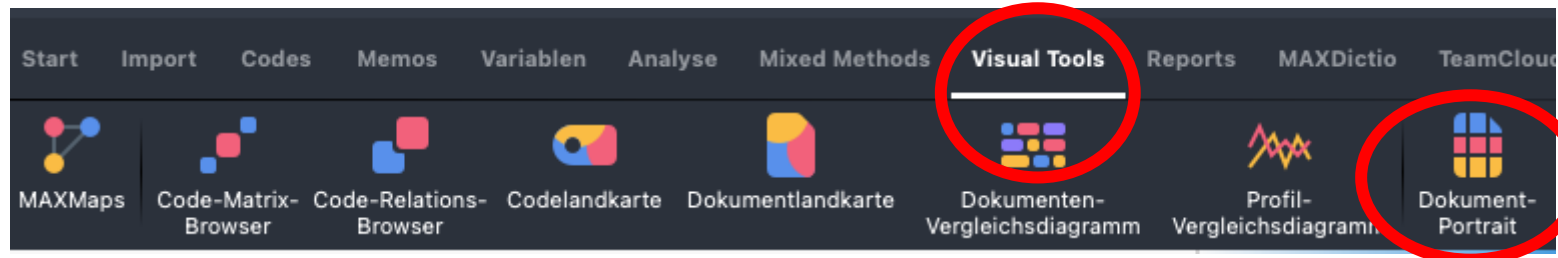 Start Import Codes Memos Variablen Analyse Mixed Methods Visual Tools Reports MAXDictio TeamCloud
MAXMaps Code-Matrix- Code-Relations- Codelandkarte Dokumentlandkarte Dokumenten- Profil- Dokument-
Browser Browser Vergleichsdiagramm Vergleichsdiagramm Portrait